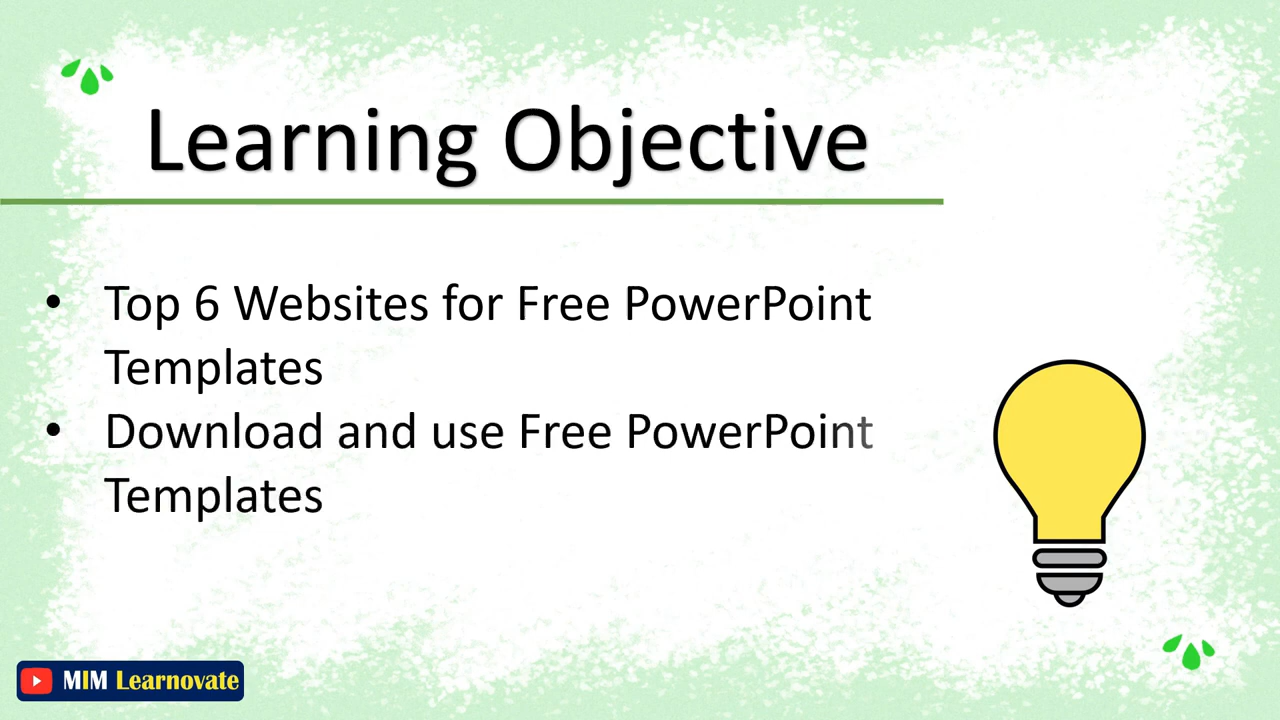 Learning Objective
• Top 6 Websites for Free PowerPoint
Templates
• Download and use Free PowerPoint
Templates
MIM Learnovate